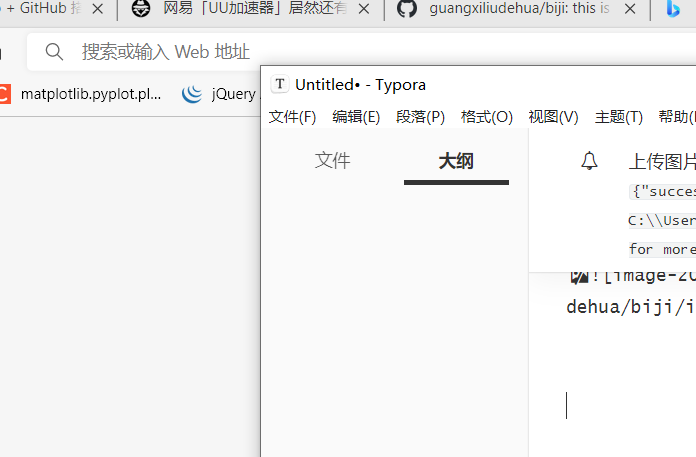 + GitHub 搭
网易「UU加速器」居然还有
guangxiliudehua/biji: this is
搜索或输入 Web 地址
matplotlib.pyplot.pl...
jQuery
Untitled• - Typora
文件(F) 编辑(E) 段落(P) 格式(O) 视图(V) 主题(T) 帮助(
文件
大纲
上传图片
{"succes
C:\\User
for more
![image-20
dehua/biji/i